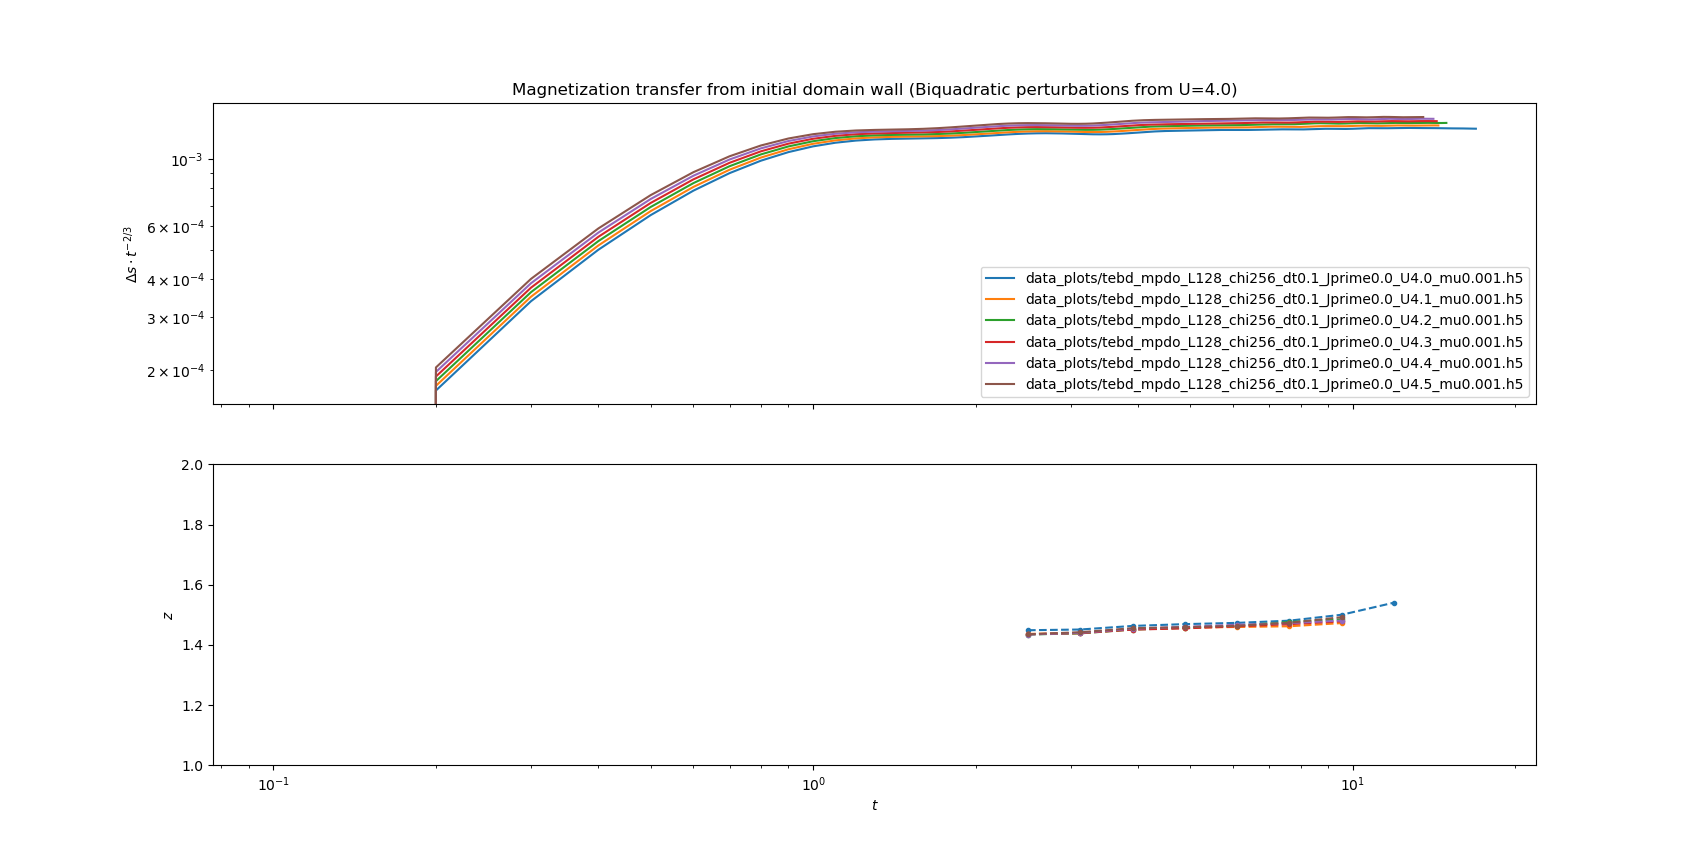 Magnetization transfer from initial domain wall (Biquadratic perturbations from U=4.0)
10⁻³
6 × 10⁻⁴
4 × 10⁻⁴
3 × 10⁻⁴
2 × 10⁻⁴
Δs · t⁻²/³
data_plots/tebd_mpdo_L128_chi256_dt0.1_Jprime0.0_U4.0_mu0.001.h5
data_plots/tebd_mpdo_L128_chi256_dt0.1_Jprime0.0_U4.1_mu0.001.h5
data_plots/tebd_mpdo_L128_chi256_dt0.1_Jprime0.0_U4.2_mu0.001.h5
data_plots/tebd_mpdo_L128_chi256_dt0.1_Jprime0.0_U4.3_mu0.001.h5
data_plots/tebd_mpdo_L128_chi256_dt0.1_Jprime0.0_U4.4_mu0.001.h5
data_plots/tebd_mpdo_L128_chi256_dt0.1_Jprime0.0_U4.5_mu0.001.h5
2.0
1.8
1.6
1.4
1.2
1.0
z
10⁻¹ 10⁰ 10¹
t